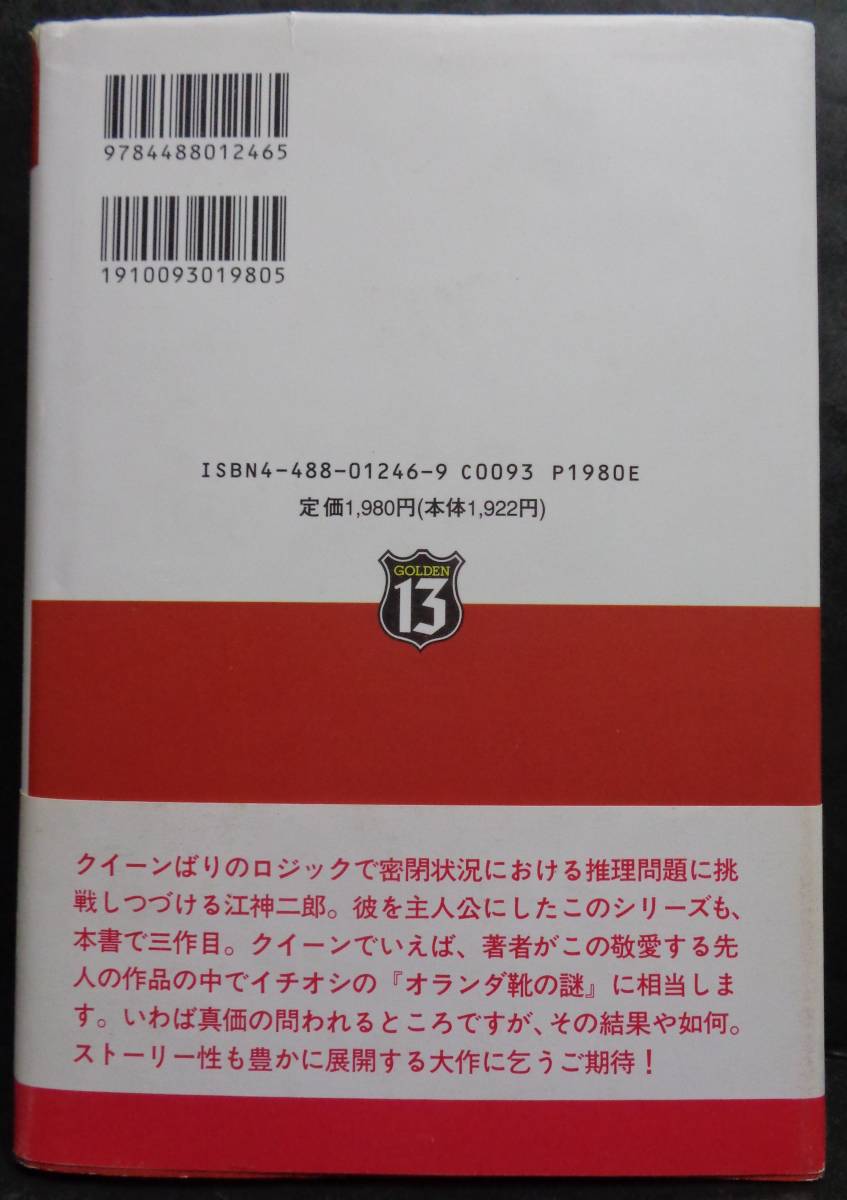 9784488012465
1910093019805
ISBN4-488-01246-9 C0093 P1980E
定価1,980円(本体1,922円)
GOLDEN
13
クイーンばりのロジックで密閉状況における推理問題に挑
戦しつづける江神二郎。彼を主人公にしたこのシリーズも、
本書で三作目。クイーンでいえば、著者がこの敬愛する先
人の作品の中でイチオシの『オランダ靴の謎』に相当しま
す。いわば真価の問われるところですが、その結果や如何。
ストーリー性も豊かに展開する大作に乞うご期待！